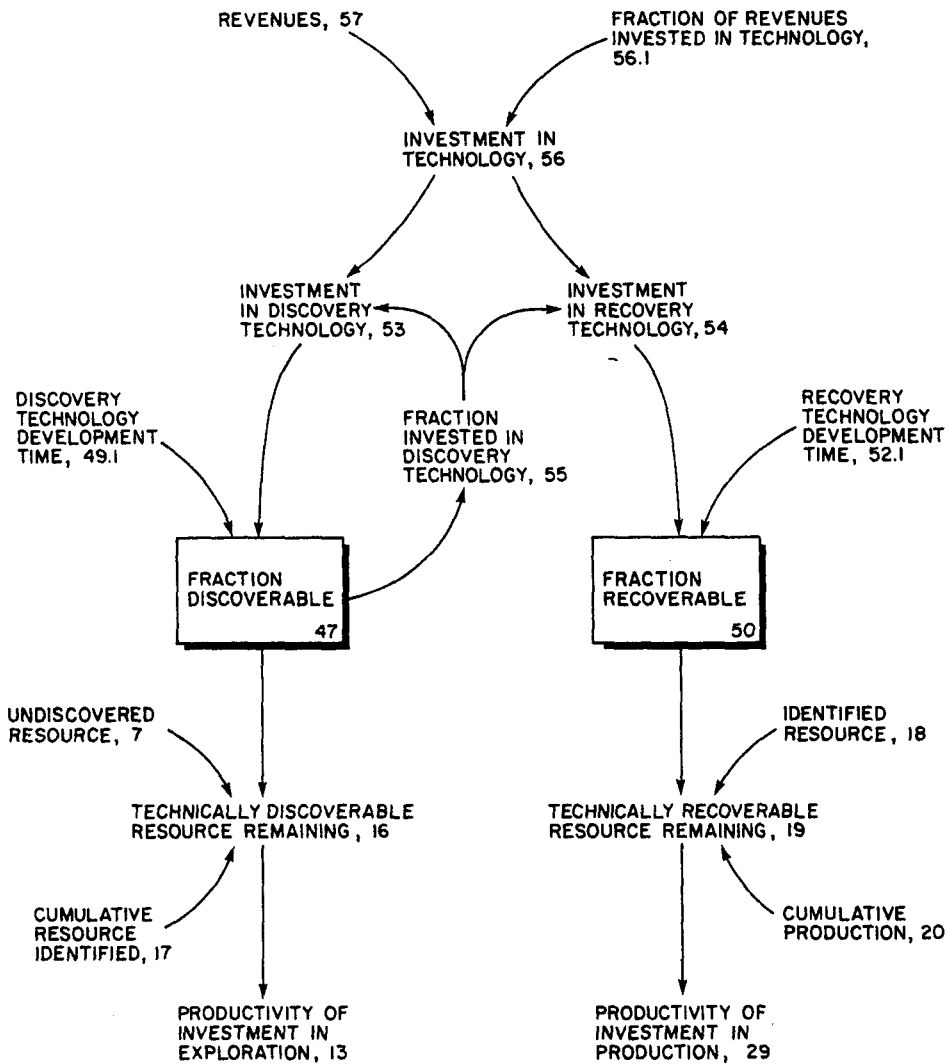 REVENUES, 57
FRACTION OF REVENUES
INVESTED IN TECHNOLOGY,
56.1
INVESTMENT IN
TECHNOLOGY, 56
INVESTMENT
IN DISCOVERY
TECHNOLOGY, 53
INVESTMENT
IN RECOVERY
TECHNOLOGY, 54
DISCOVERY
TECHNOLOGY
DEVELOPMENT
TIME, 49.1
FRACTION
INVESTED IN
DISCOVERY
TECHNOLOGY, 55
RECOVERY
TECHNOLOGY
DEVELOPMENT
TIME, 52.1
FRACTION
DISCOVERABLE
47
FRACTION
RECOVERABLE
50
UNDISCOVERED
RESOURCE, 7
IDENTIFIED
RESOURCE, 18
TECHNICALLY DISCOVERABLE
RESOURCE REMAINING, 16
TECHNICALLY RECOVERABLE
RESOURCE REMAINING, 19
CUMULATIVE
RESOURCE
IDENTIFIED, 17
CUMULATIVE
PRODUCTION, 20
PRODUCTIVITY OF
INVESTMENT IN
EXPLORATION, 13
PRODUCTIVITY OF
INVESTMENT IN
PRODUCTION, 29